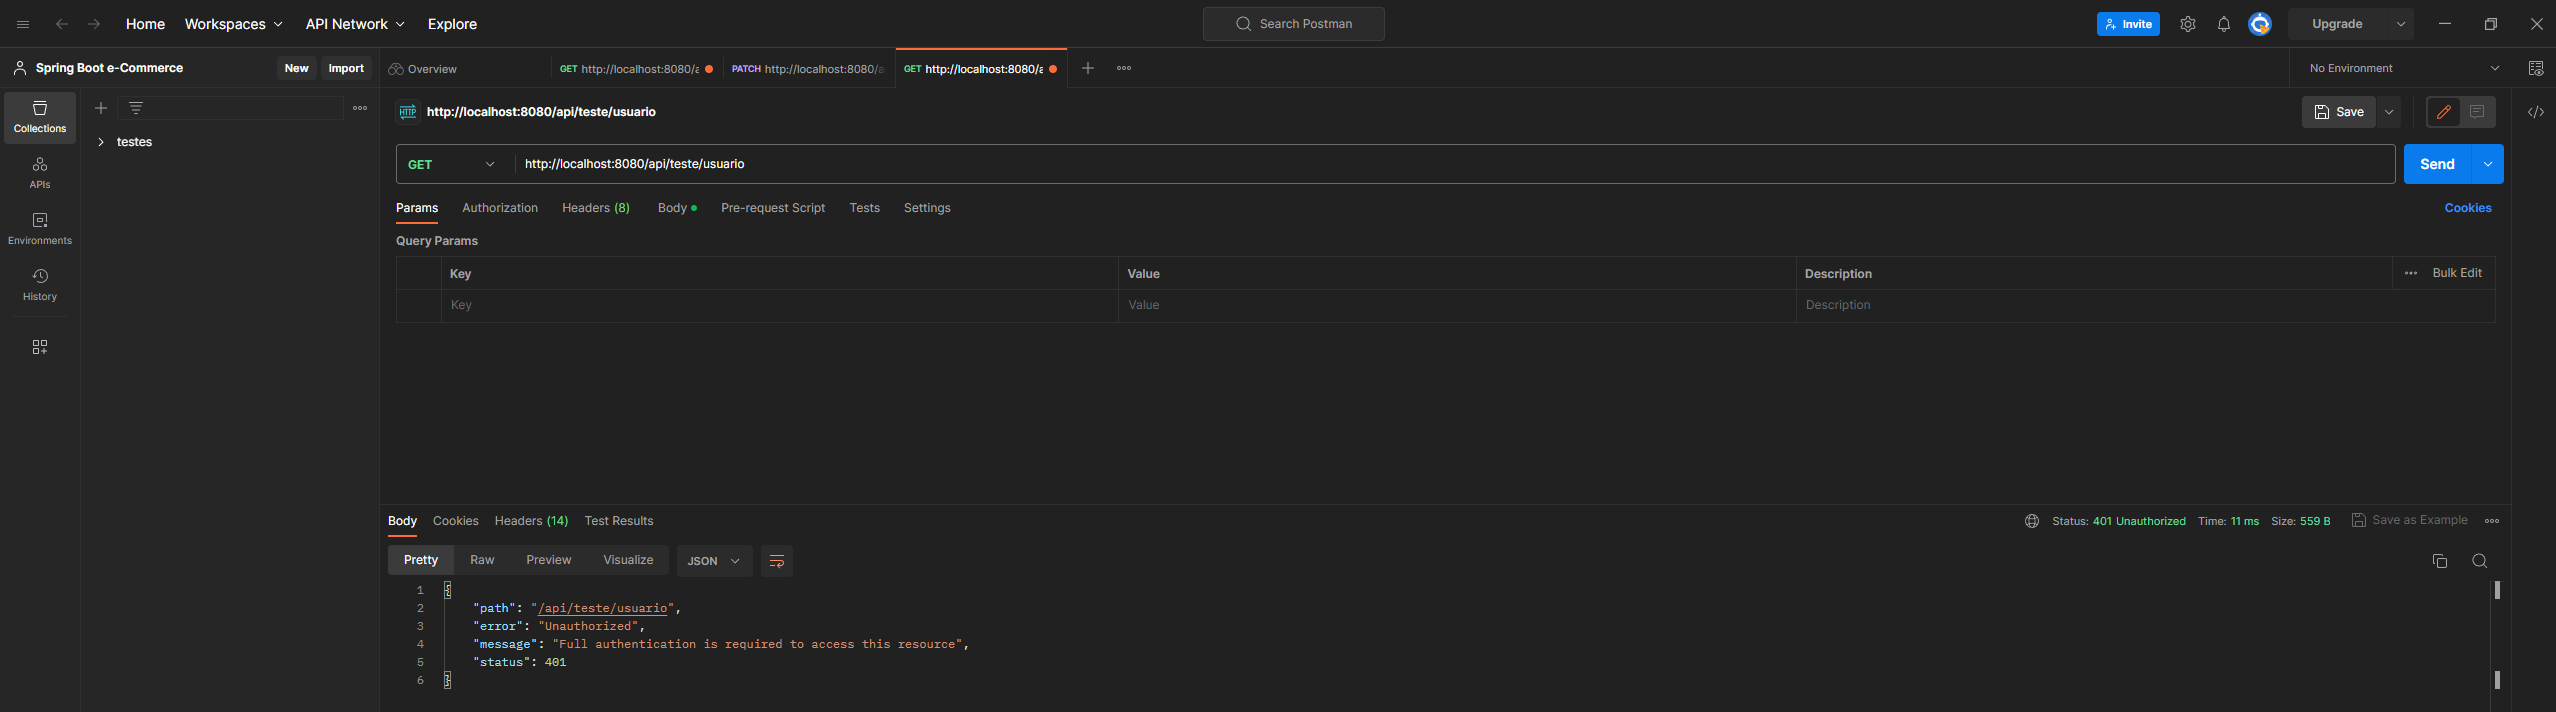 Home Workspaces API Network Explore Search Postman Invite Upgrade
Spring Boot e-Commerce New Import Overview GET http://localhost:8080/a PATCH http://localhost:8080/a GET http://localhost:8080/a No Environment
Collections
testes
http://localhost:8080/api/teste/usuario Save
GET http://localhost:8080/api/teste/usuario Send
APIs
Environments
History
Params Authorization Headers (8) Body Pre-request Script Tests Settings Cookies
Query Params
Key Value Description Bulk Edit
Key Value Description
Body Cookies Headers (14) Test Results Status: 401 Unauthorized Time: 11 ms Size: 559 B Save as Example
Pretty Raw Preview Visualize JSON
1 {
2 "path": "/api/teste/usuario",
3 "error": "Unauthorized",
4 "message": "Full authentication is required to access this resource",
5 "status": 401
6 }